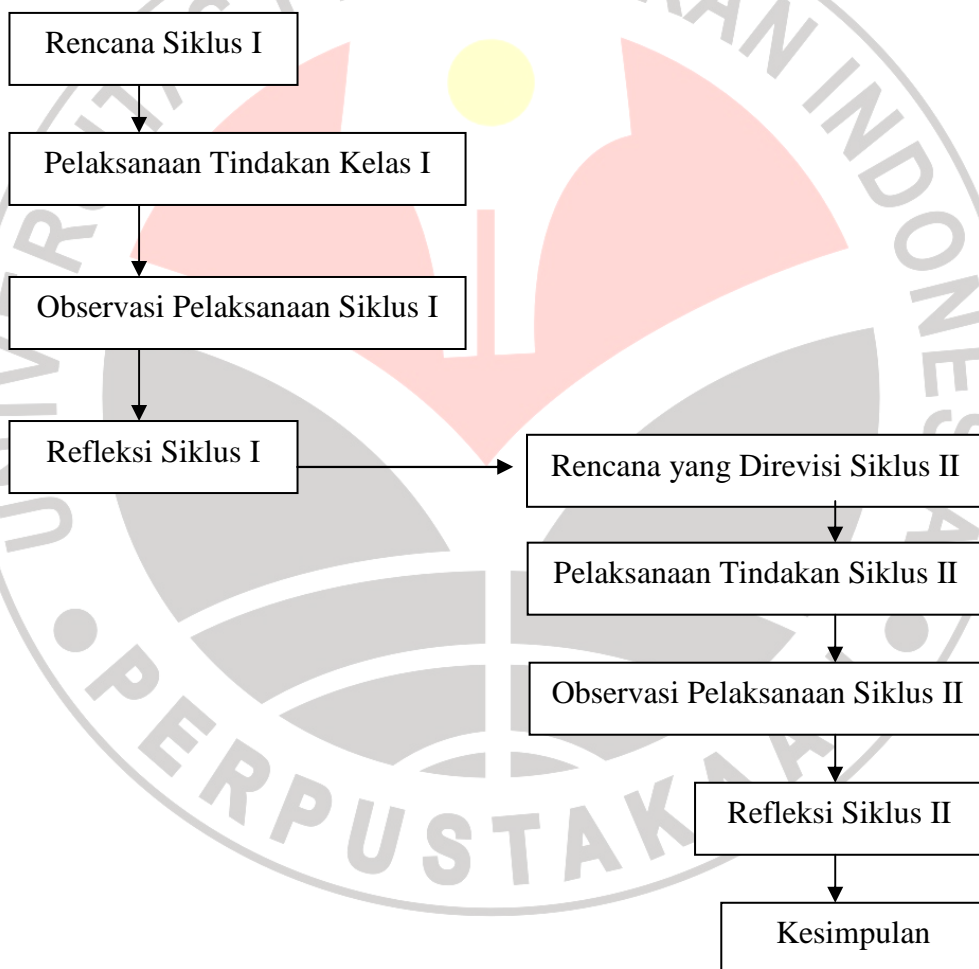 Rencana Siklus I
Pelaksanaan Tindakan Kelas I
Observasi Pelaksanaan Siklus I
Refleksi Siklus I
Rencana yang Direvisi Siklus II
Pelaksanaan Tindakan Siklus II
Observasi Pelaksanaan Siklus II
Refleksi Siklus II
Kesimpulan
PERPUSTAKAA